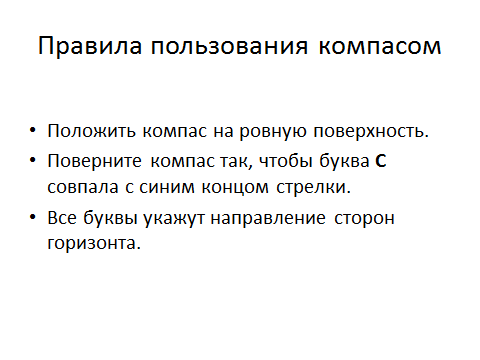 Правила пользования компасом
• Положить компас на ровную поверхность.
• Поверните компас так, чтобы буква С
совпала с синим концом стрелки.
• Все буквы укажут направление сторон
горизонта.